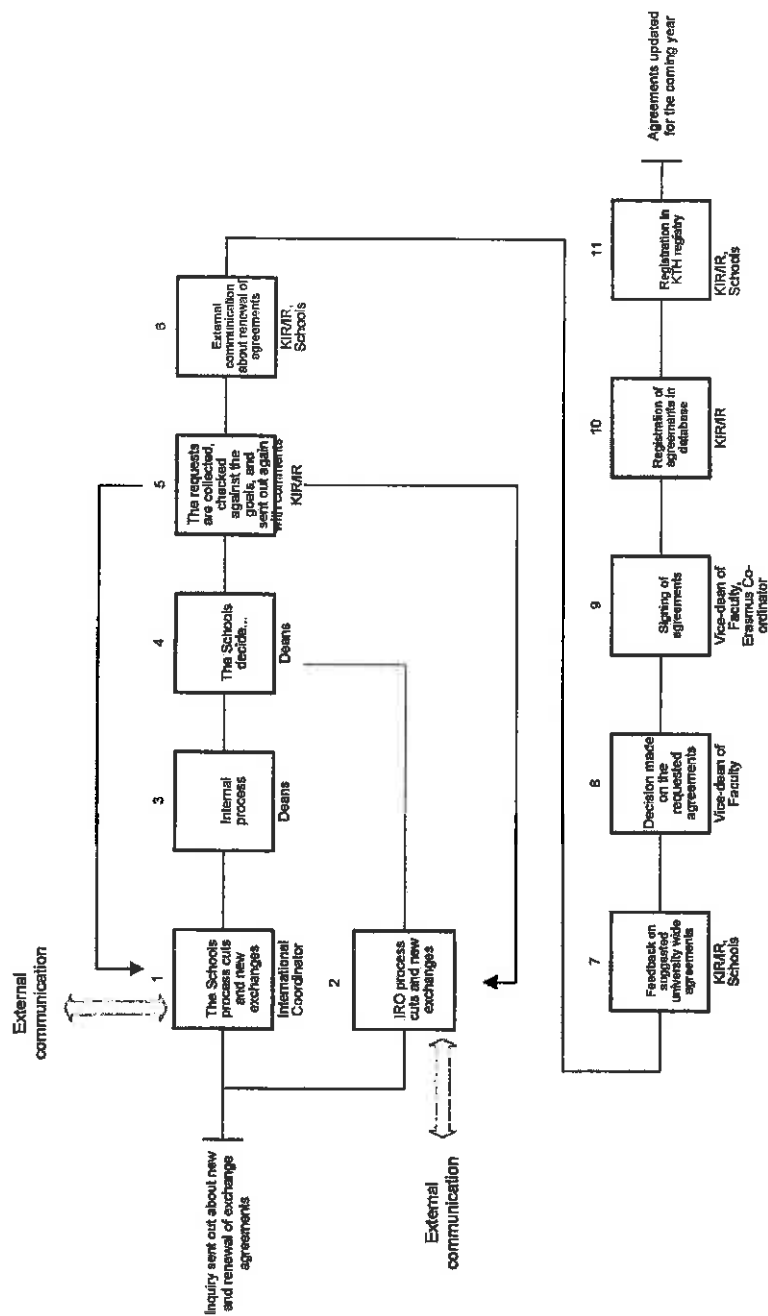 Inquiry sent out about new
and renewal of exchange
agreements
External
communication
1
The Schools
process cuts
and new
exchanges
International
Coordinator
2
IRO process
cuts and new
exchanges
External
communication
3
Internal
process
Deans
4
The Schools
decide...
Deans
5
The requests
are collected,
checked
against the
goals, and
sent out again
with comments
KIR/IR
6
External
communication
about renewal of
agreements
KIR/IR,
Schools
7
Feedback on
suggested
university wide
agreements
KIR/IR,
Schools
8
Decision made
on the
requested
agreements
Vice-dean of
Faculty
9
Signing of
agreements
Vice-dean of
Faculty,
Erasmus Co-
ordinator
10
Registration of
agreements in
database
KIR/IR
11
Registration in
KTH registry
KIR/IR,
Schools
Agreements updated
for the coming year